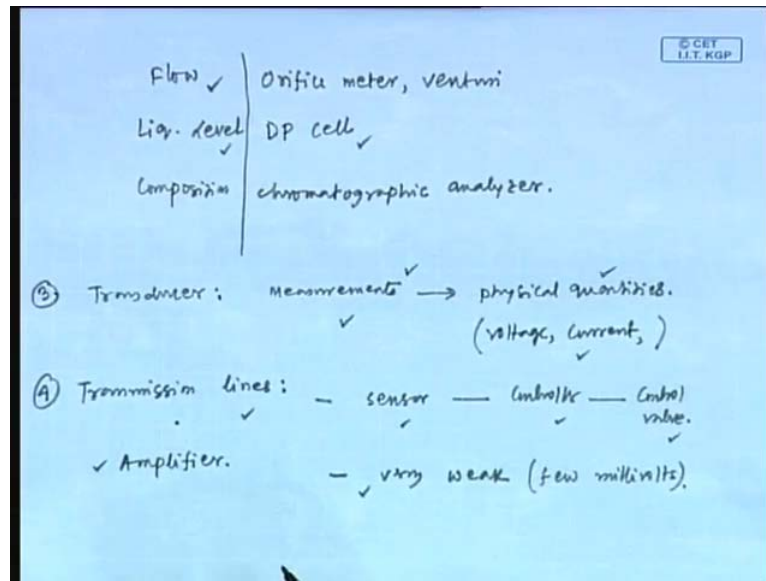 © CET
I.I.T. KGP
Flow ✓ | Orifice meter, venturi
Liq. Level ✓ | DP cell ✓
Composition | chromatographic analyzer.
③ Transducer : Measurements ✓ → physical quantities. ✓
✓ (voltage, Current, ) ✓
④ Transmission lines : ✓ - sensor ✓ — Controller ✓ — Control
valve. ✓
✓ Amplifier. - ✓ very weak (few millivolts).